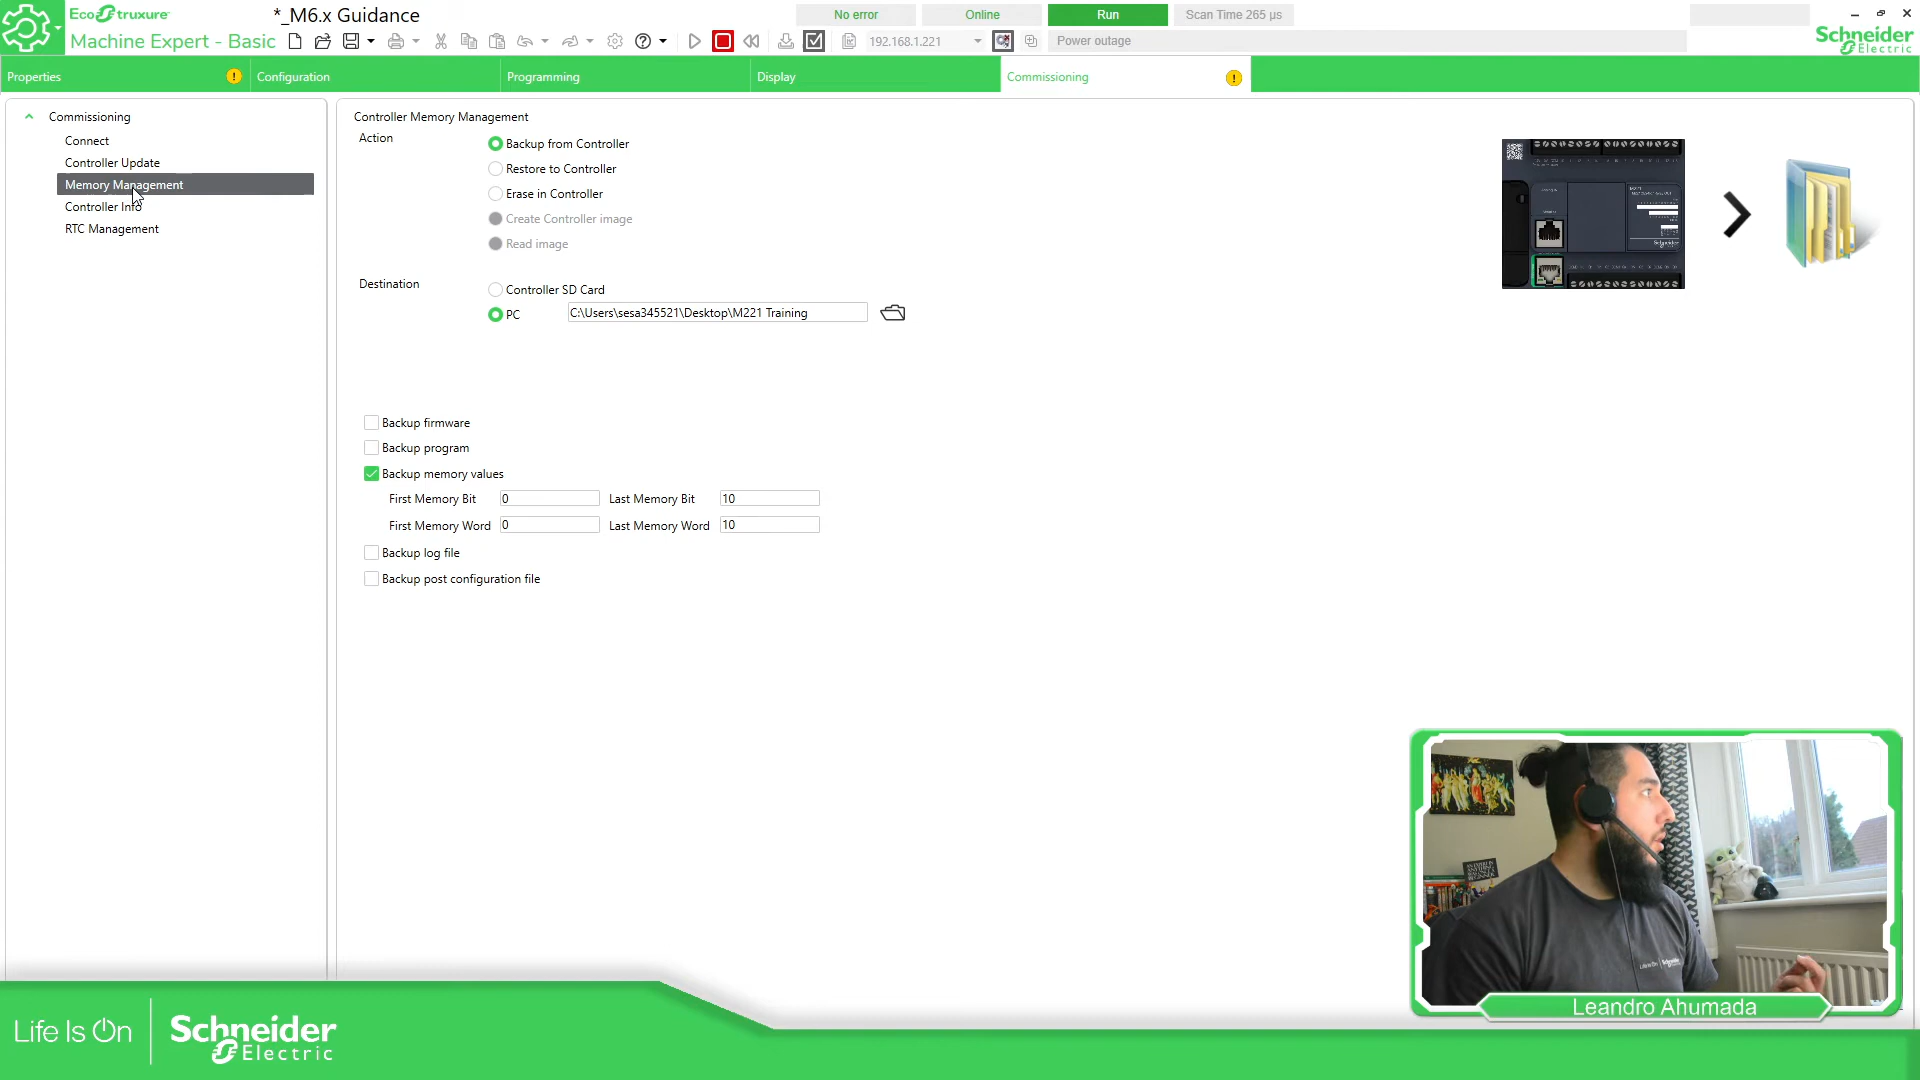 EcoStruxure
*_M6.x Guidance
No error
Online
Run
Scan Time 265 µs
Machine Expert - Basic
192.168.1.221
Power outage
Schneider
Electric
Properties
Configuration
Programming
Display
Commissioning
Commissioning
Connect
Controller Update
Memory Management
Controller Info
RTC Management
Controller Memory Management
Action
Backup from Controller
Restore to Controller
Erase in Controller
Create Controller image
Read image
Destination
Controller SD Card
PC
C:\Users\sesa345521\Desktop\M221 Training
Backup firmware
Backup program
Backup memory values
First Memory Bit 0 Last Memory Bit 10
First Memory Word 0 Last Memory Word 10
Backup log file
Backup post configuration file
Leandro Ahumada
Life Is On
Schneider
Electric